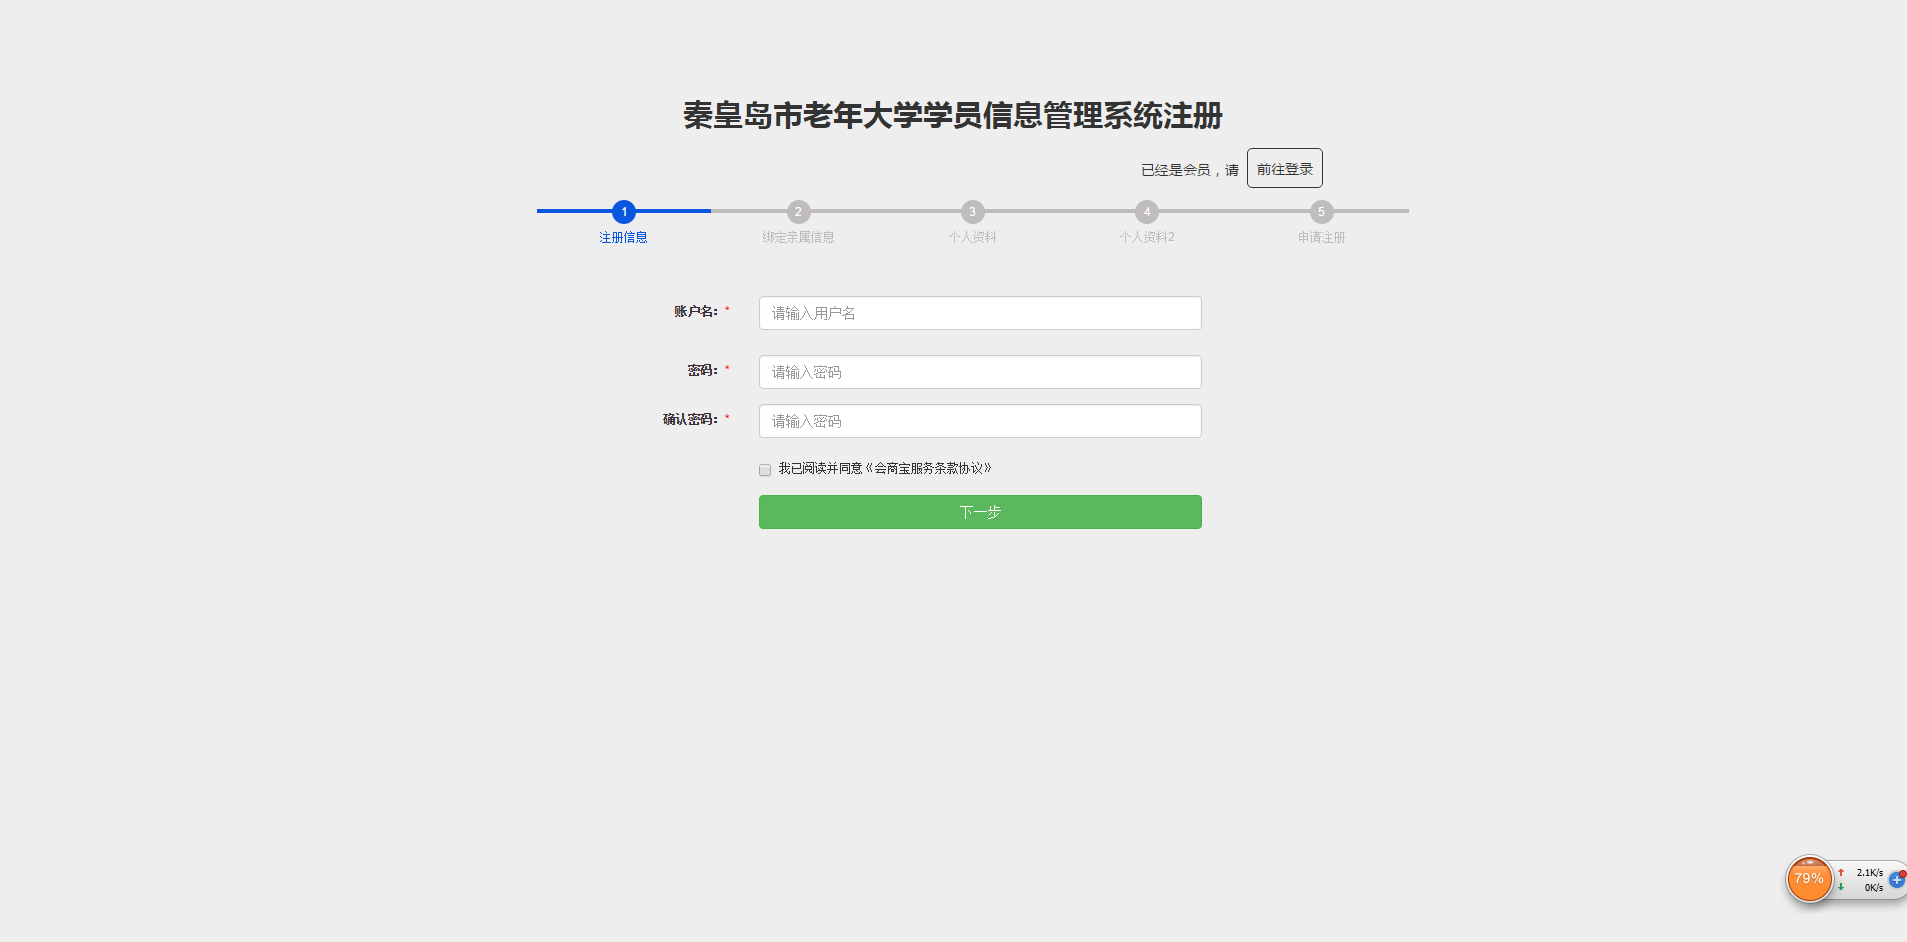 秦皇岛市老年大学学员信息管理系统注册
已经是会员，请 前往登录
1 2 3 4 5
注册信息 绑定亲属信息 个人资料 个人资料2 申请注册
账户名: * 请输入用户名
密码: * 请输入密码
确认密码: * 请输入密码
我已阅读并同意《会商宝服务条款协议》
下一步
79% 2.1K/s
0K/s